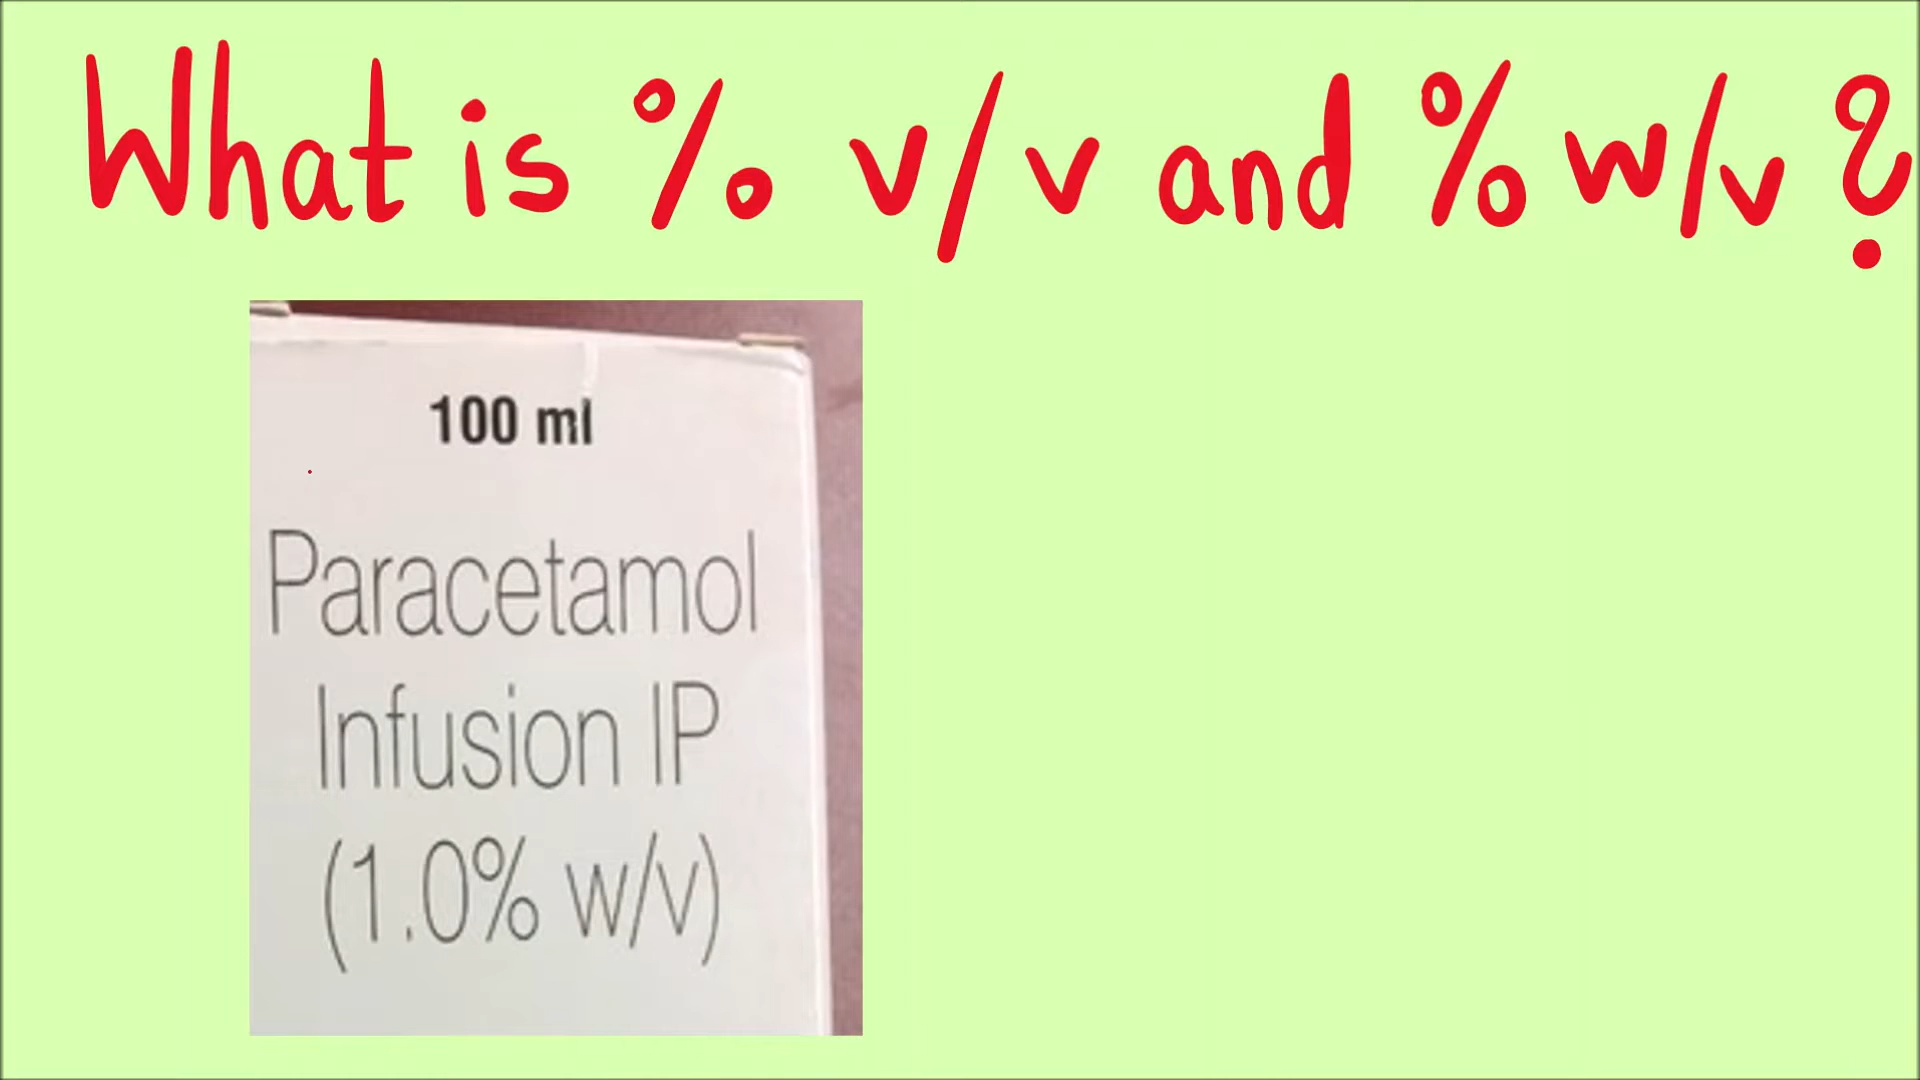 What is % v/v and % w/v ?
100 ml
Paracetamol
Infusion IP
(1.0% w/v)